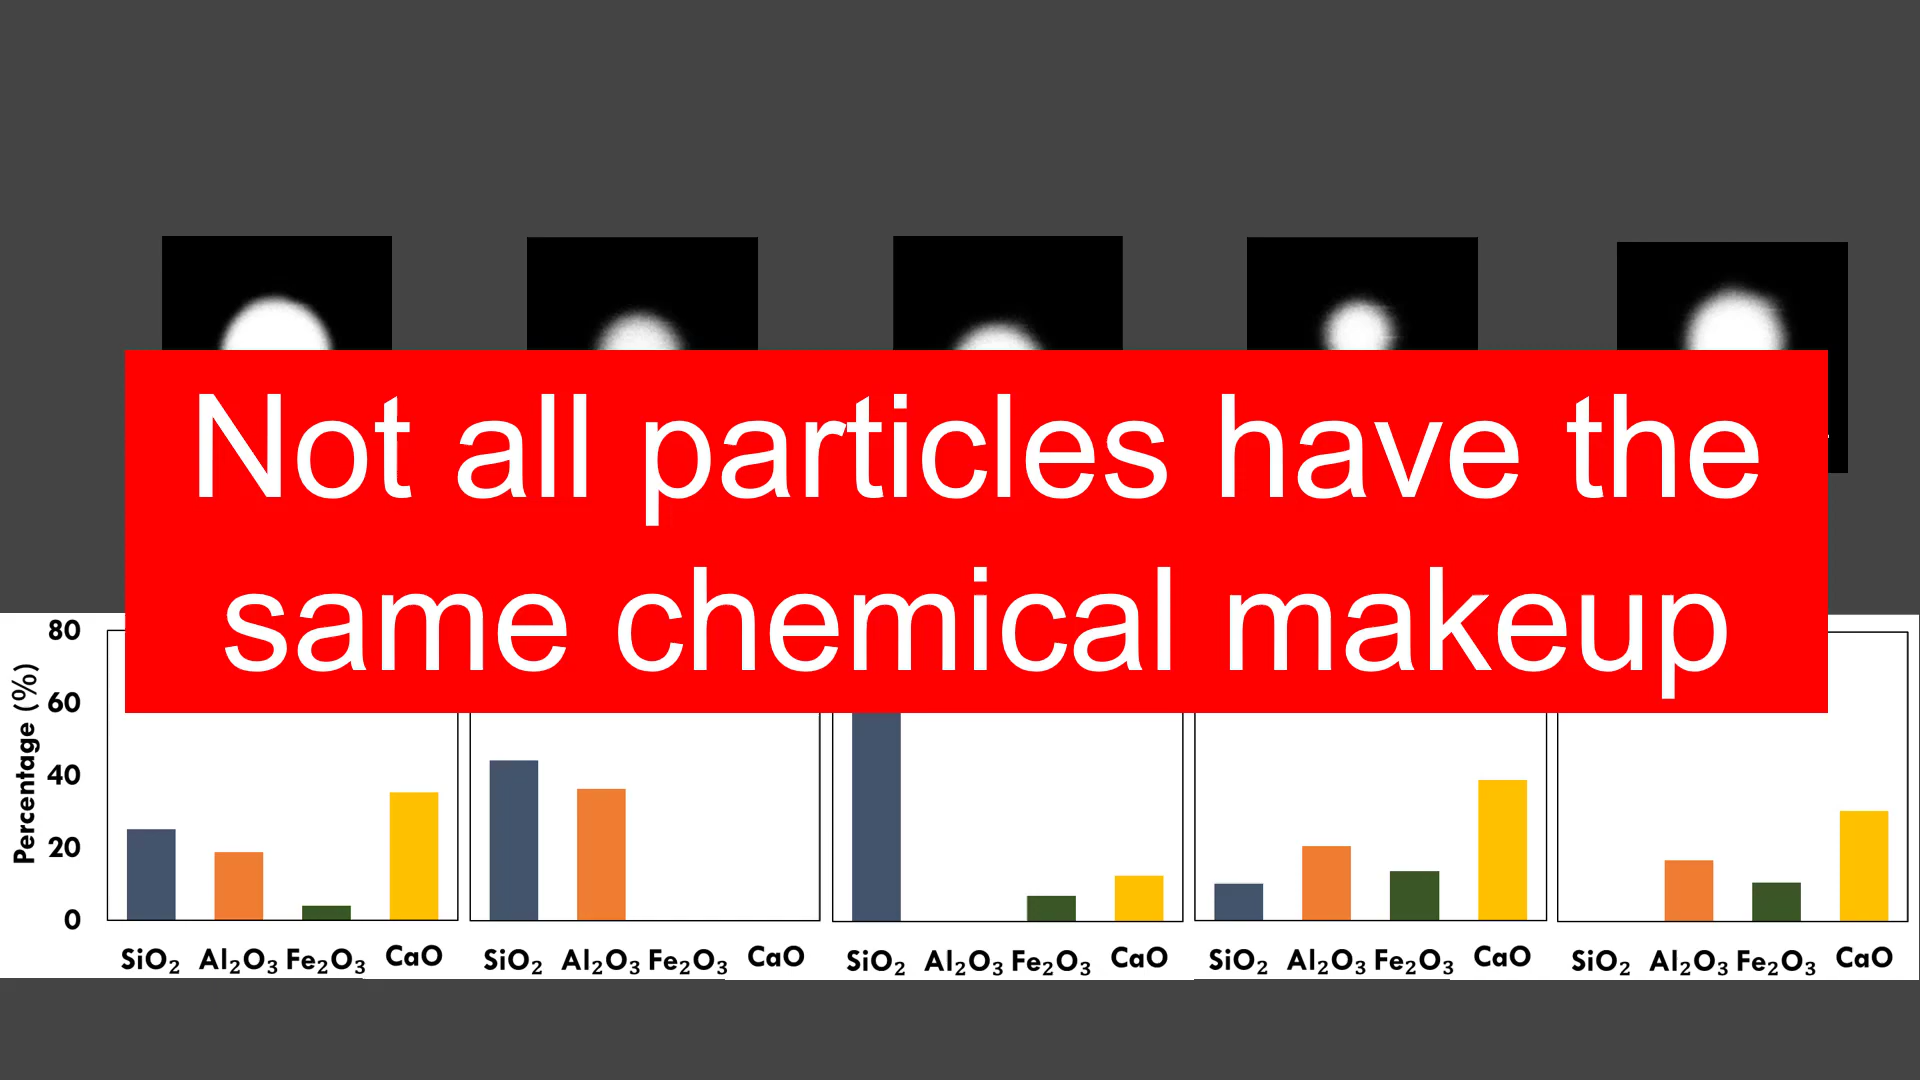 Not all particles have the
same chemical makeup
Percentage (%)
80
60
40
20
0
SiO₂ Al₂O₃ Fe₂O₃ CaO
SiO₂ Al₂O₃ Fe₂O₃ CaO
SiO₂ Al₂O₃ Fe₂O₃ CaO
SiO₂ Al₂O₃ Fe₂O₃ CaO
SiO₂ Al₂O₃ Fe₂O₃ CaO